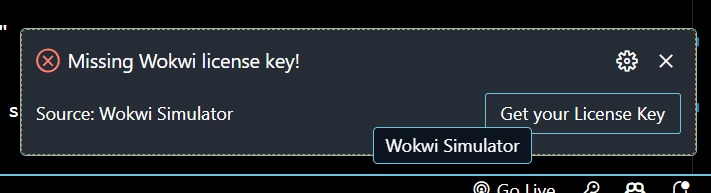 "
Missing Wokwi license key!
s
Source: Wokwi Simulator
Get your License Key
Wokwi Simulator
Go Live